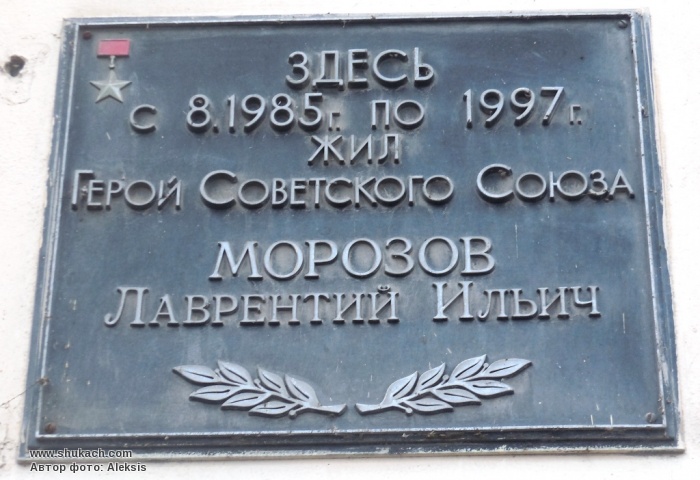 ЗДЕСЬ
С 8.1985г. ПО 1997г.
ЖИЛ
ГЕРОЙ СОВЕТСКОГО СОЮЗА
МОРОЗОВ
ЛАВРЕНТИЙ ИЛЬИЧ
www.shukach.com
Автор фото: Aleksis